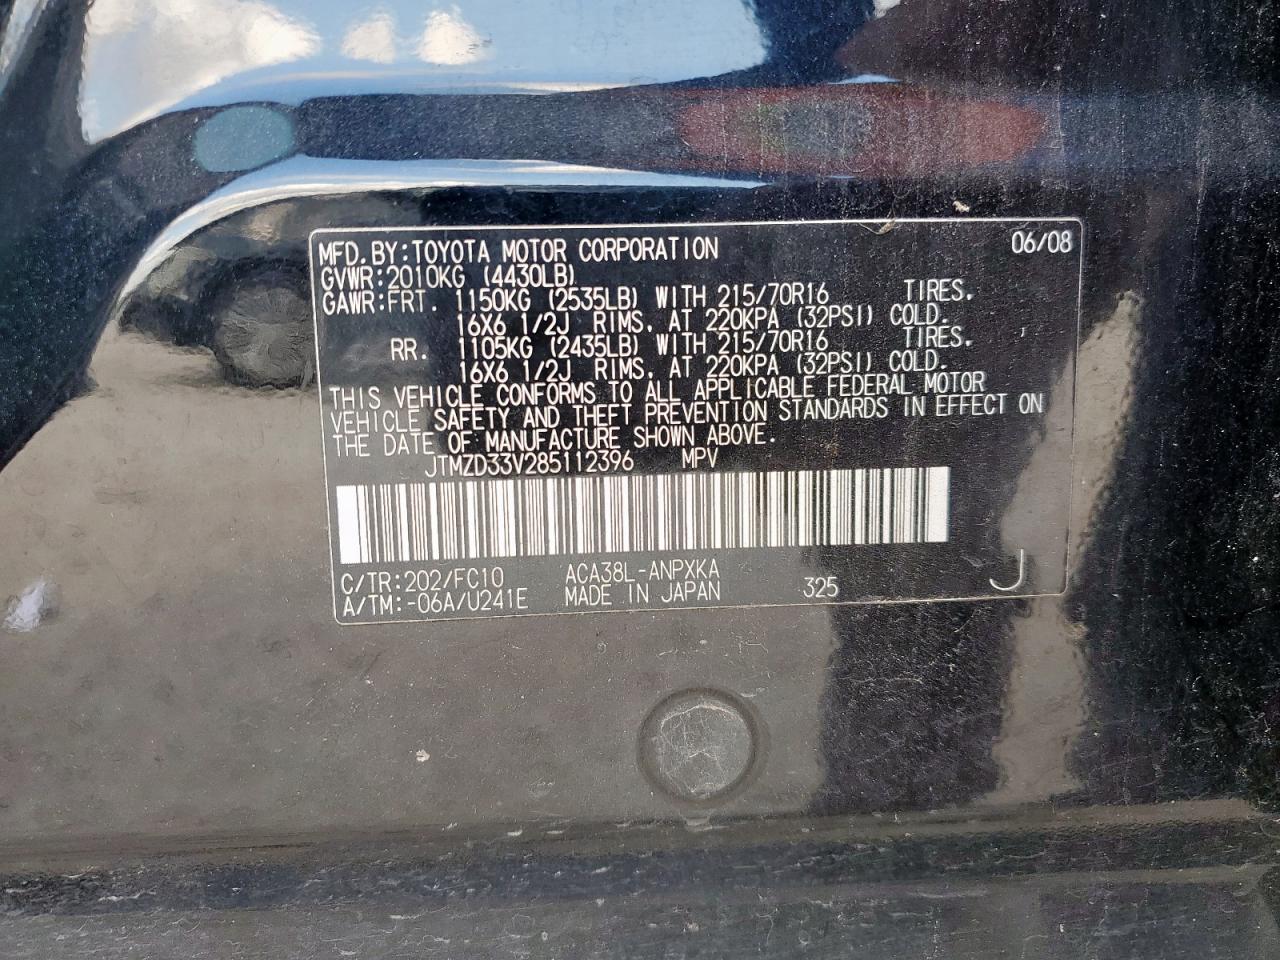 MFD. BY: TOYOTA MOTOR CORPORATION 06/08
GVWR: 2010KG (4430LB)
GAWR: FRT. 1150KG (2535LB) WITH 215/70R16 TIRES.
16X6 1/2J RIMS, AT 220KPA (32PSI) COLD.
RR. 1105KG (2435LB) WITH 215/70R16 TIRES.
16X6 1/2J RIMS, AT 220KPA (32PSI) COLD.
THIS VEHICLE CONFORMS TO ALL APPLICABLE FEDERAL MOTOR
VEHICLE SAFETY AND THEFT PREVENTION STANDARDS IN EFFECT ON
THE DATE OF MANUFACTURE SHOWN ABOVE.
JTMZD33V285112396 MPV
C/TR: 202/FC10 ACA38L-ANPXKA
A/TM: -06A/U241E MADE IN JAPAN 325 J